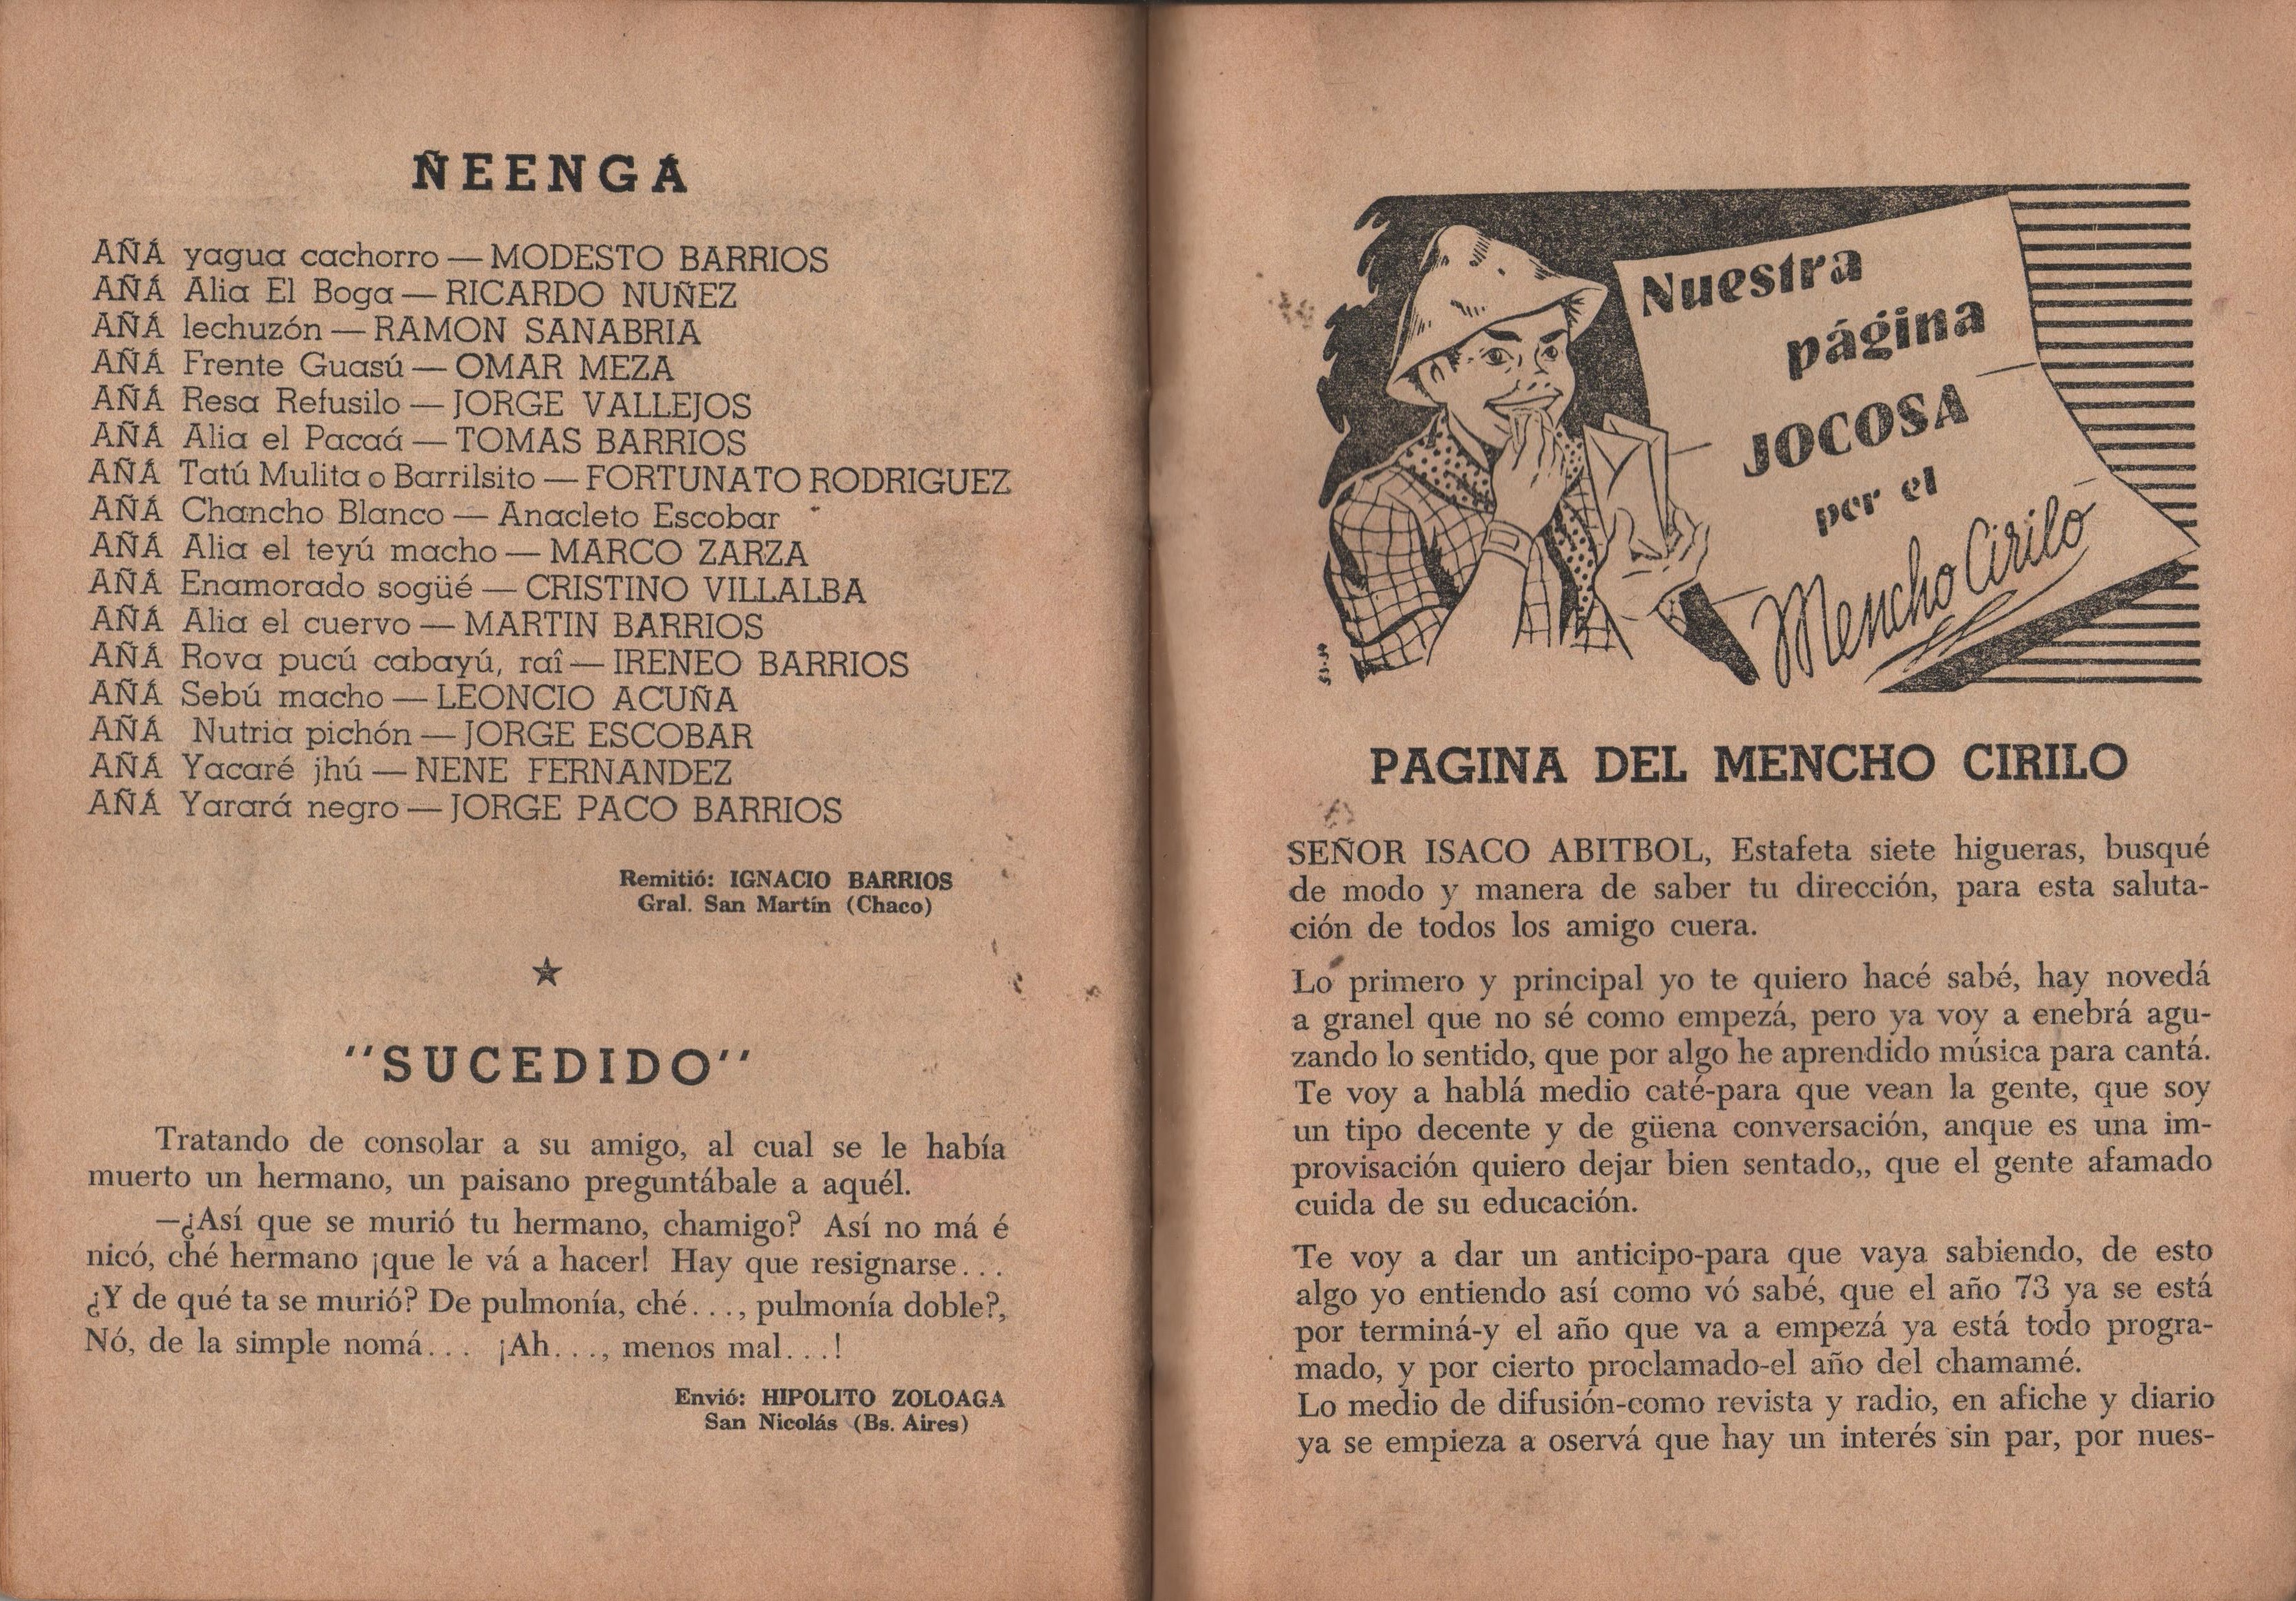 ÑEENGÁ
AÑÁ yagua cachorro — MODESTO BARRIOS
AÑÁ Alia El Boga — RICARDO NUÑEZ
AÑÁ lechuzón — RAMON SANABRIA
AÑÁ Frente Guasú — OMAR MEZA
AÑÁ Resa Refusilo — JORGE VALLEJOS
AÑÁ Alia el Pacaá — TOMAS BARRIOS
AÑÁ Tatú Mulita o Barrilsito — FORTUNATO RODRIGUEZ
AÑÁ Chancho Blanco — Anacleto Escobar
AÑÁ Alia el teyú macho — MARCO ZARZA
AÑÁ Enamorado sogüé — CRISTINO VILLALBA
AÑÁ Alia el cuervo — MARTIN BARRIOS
AÑÁ Rova pucú cabayú, raî — IRENEO BARRIOS
AÑÁ Sebú macho — LEONCIO ACUÑA
AÑÁ Nutria pichón — JORGE ESCOBAR
AÑÁ Yacaré jhú — NENE FERNANDEZ
AÑÁ Yarará negro — JORGE PACO BARRIOS
Remitió: IGNACIO BARRIOS
Gral. San Martín (Chaco)
"SUCEDIDO"
Tratando de consolar a su amigo, al cual se le había
muerto un hermano, un paisano preguntábale a aquél.
—¿Así que se murió tu hermano, chamigo? Así no má é
nicó, ché hermano ¡que le vá a hacer! Hay que resignarse...
¿Y de qué ta se murió? De pulmonía, ché..., pulmonía doble?,
Nó, de la simple nomá... ¡Ah..., menos mal...!
Envió: HIPOLITO ZOLOAGA
San Nicolás (Bs. Aires)
Nuestra
página
JOCOSA
por el
Mencho Cirilo
PAGINA DEL MENCHO CIRILO
SEÑOR ISACO ABITBOL, Estafeta siete higueras, busqué
de modo y manera de saber tu dirección, para esta saluta-
ción de todos los amigo cuera.
Lo primero y principal yo te quiero hacé sabé, hay novedá
a granel que no sé como empezá, pero ya voy a enebrá agu-
zando lo sentido, que por algo he aprendido música para cantá.
Te voy a hablá medio caté-para que vean la gente, que soy
un tipo decente y de güena conversación, anque es una im-
provisación quiero dejar bien sentado,, que el gente afamado
cuida de su educación.
Te voy a dar un anticipo-para que vaya sabiendo, de esto
algo yo entiendo así como vó sabé, que el año 73 ya se está
por terminá-y el año que va a empezá ya está todo progra-
mado, y por cierto proclamado-el año del chamamé.
Lo medio de difusión-como revista y radio, en afiche y diario
ya se empieza a oservá que hay un interés sin par, por nues-